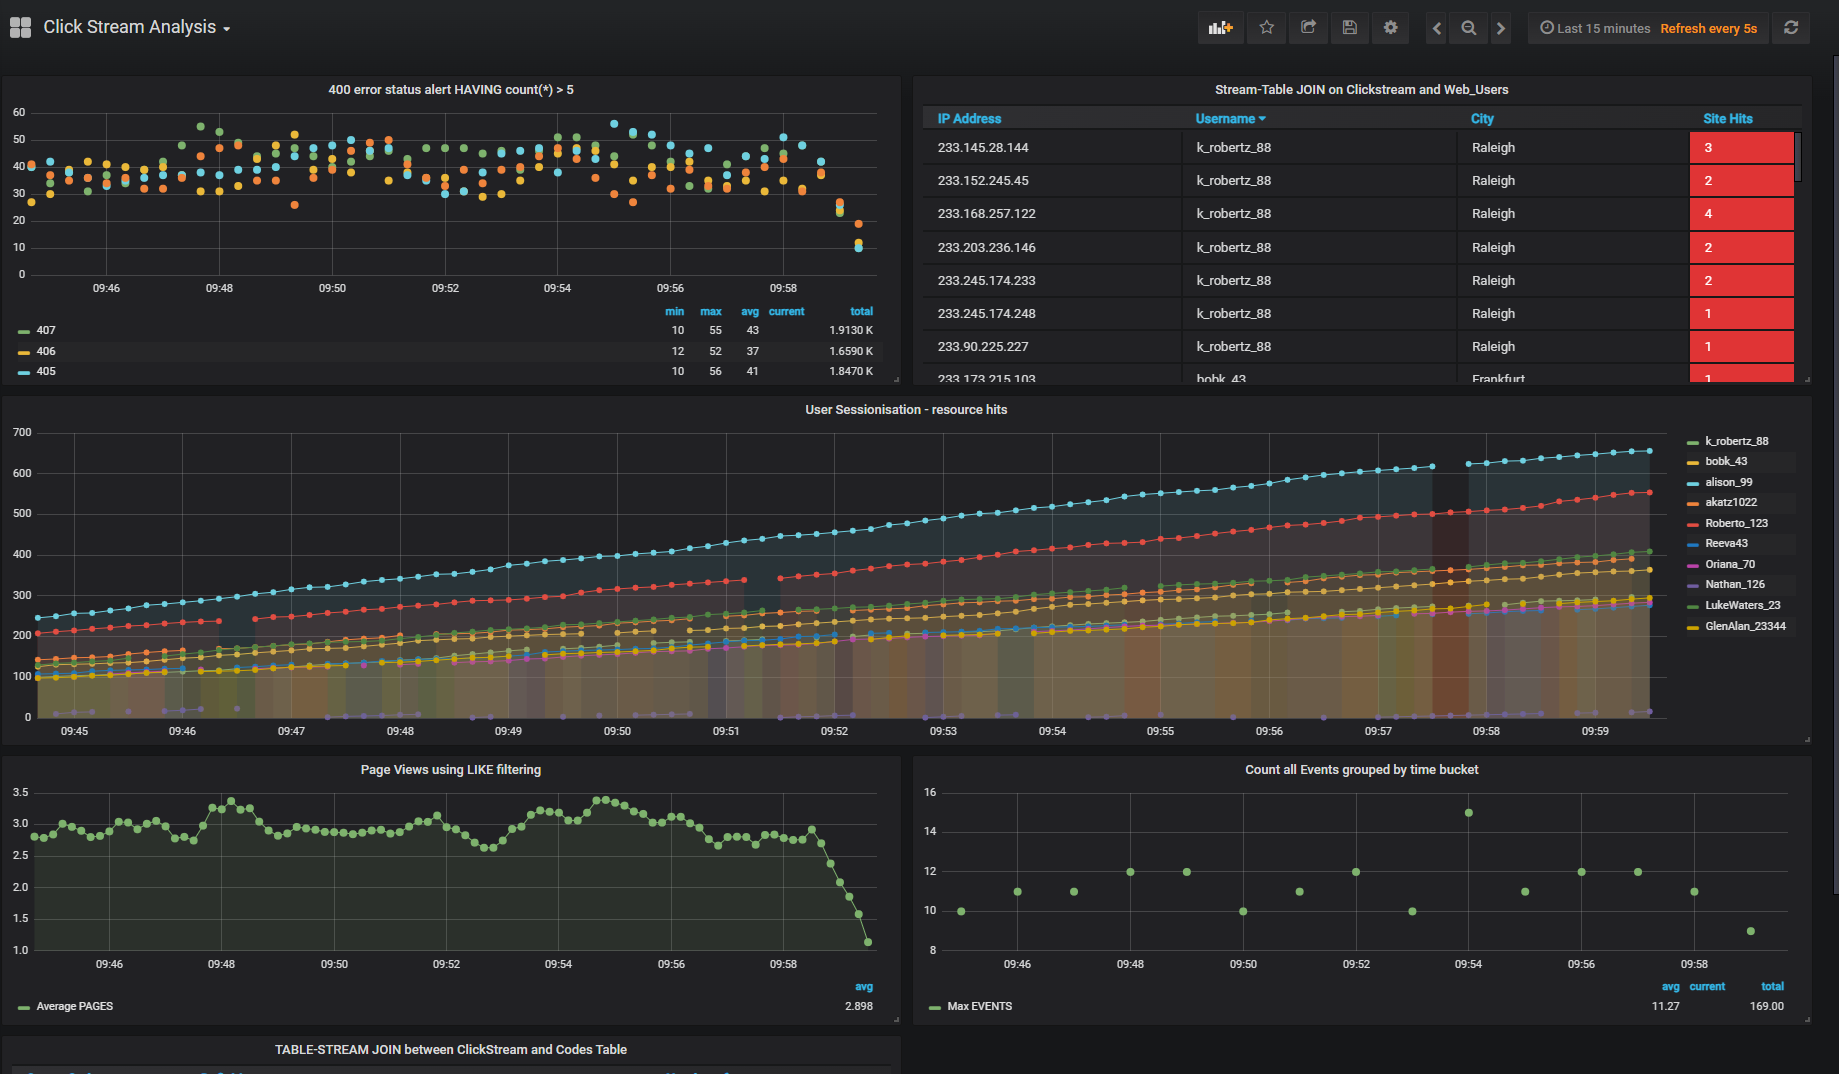 Click Stream Analysis
Last 15 minutes Refresh every 5s
400 error status alert HAVING count(*) > 5
60
50
40
30
20
10
0
09:46 09:48 09:50 09:52 09:54 09:56 09:58
min max avg current total
407 10 55 43 1.9130 K
406 12 52 37 1.6590 K
405 10 56 41 1.8470 K
Stream-Table JOIN on Clickstream and Web_Users
IP Address Username City Site Hits
233.145.28.144 k_robertz_88 Raleigh 3
233.152.245.45 k_robertz_88 Raleigh 2
233.168.257.122 k_robertz_88 Raleigh 4
233.203.236.146 k_robertz_88 Raleigh 2
233.245.174.233 k_robertz_88 Raleigh 2
233.245.174.248 k_robertz_88 Raleigh 1
233.90.225.227 k_robertz_88 Raleigh 1
233.173.215.103 bobk_43 Frankfurt 1
User Sessionisation - resource hits
700
600
500
400
300
200
100
0
09:45 09:46 09:47 09:48 09:49 09:50 09:51 09:52 09:53 09:54 09:55 09:56 09:57 09:58 09:59
k_robertz_88
bobk_43
alison_99
akatz1022
Roberto_123
Reeva43
Oriana_70
Nathan_126
LukeWaters_23
GlenAlan_23344
Page Views using LIKE filtering
3.5
3.0
2.5
2.0
1.5
1.0
09:46 09:48 09:50 09:52 09:54 09:56 09:58
avg
Average PAGES 2.898
Count all Events grouped by time bucket
16
14
12
10
8
09:46 09:48 09:50 09:52 09:54 09:56 09:58
avg current total
Max EVENTS 11.27 169.00
TABLE-STREAM JOIN between ClickStream and Codes Table